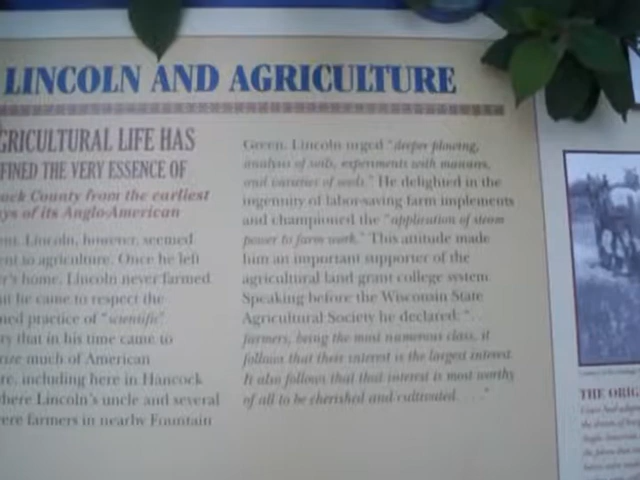 LINCOLN AND AGRICULTURE
GRICULTURAL LIFE HAS
FINED THE VERY ESSENCE OF
ock County from the earliest
ys of its Anglo-American
ent. Lincoln, however, seemed
ent to agriculture. Once he left
er's home, Lincoln never farmed
ut he came to respect the
med practice of "scientific"
ry that in his time came to
rize much of American
re, including here in Hancock
where Lincoln's uncle and several
were farmers in nearby Fountain
Green. Lincoln urged "deeper plowing,
analysis of soils, experiments with manures,
and varieties of seeds." He delighted in the
ingenuity of labor-saving farm implements
and championed the "application of steam
power to farm work." This attitude made
him an important supporter of the
agricultural land grant college system.
Speaking before the Wisconsin State
Agricultural Society he declared: ". .
farmers, being the most numerous class, it
follows that their interest is the largest interest.
It also follows that that interest is most worthy
of all to be cherished and cultivated. . . ."
THE ORIG